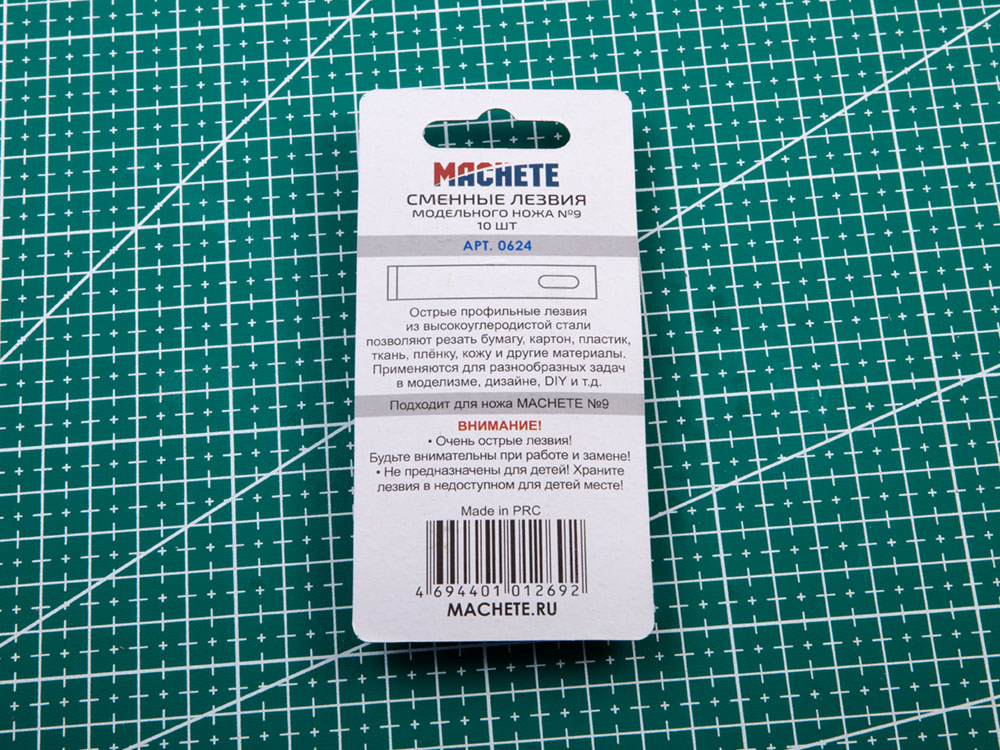 MACHETE
СМЕННЫЕ ЛЕЗВИЯ
МОДЕЛЬНОГО НОЖА №9
10 ШТ
АРТ. 0624
Острые профильные лезвия
из высокоуглеродистой стали
позволяют резать бумагу, картон, пластик,
ткань, плёнку, кожу и другие материалы.
Применяются для разнообразных задач
в моделизме, дизайне, DIY и т.д.
Подходит для ножа MACHETE №9
ВНИМАНИЕ!
• Очень острые лезвия!
Будьте внимательны при работе и замене!
• Не предназначены для детей! Храните
лезвия в недоступном для детей месте!
Made in PRC
4 694401 012692
MACHETE.RU